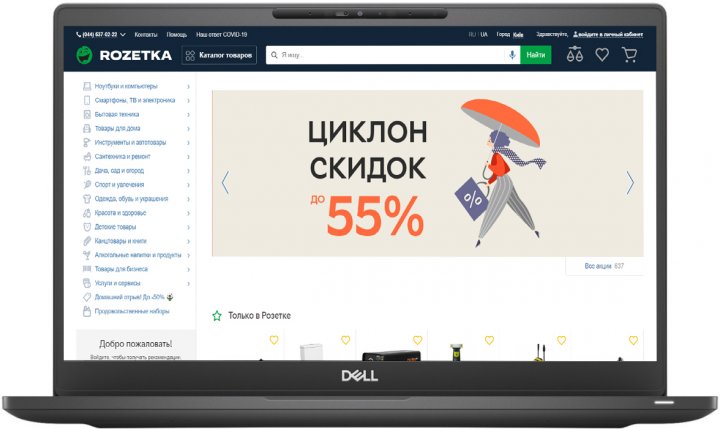 (044) 537-02-22
Контакты
Помощь
Наш ответ COVID-19
RU | UA
Город Київ
Здравствуйте, войдите в личный кабинет
ROZETKA
Каталог товаров
Я ищу...
Найти
Ноутбуки и компьютеры
Смартфоны, ТВ и электроника
Бытовая техника
Товары для дома
Инструменты и автотовары
Сантехника и ремонт
Дача, сад и огород
Спорт и увлечения
Одежда, обувь и украшения
Красота и здоровье
Детские товары
Канцтовары и книги
Алкогольные напитки и продукты
Товары для бизнеса
Услуги и сервисы
Домашний отрыв! До -50%
Продовольственные наборы
Добро пожаловать!
Войдите, чтобы получать рекомендации,
ЦИКЛОН
СКИДОК
ДО 55%
%
Все акции 637
Только в Розетке
DELL